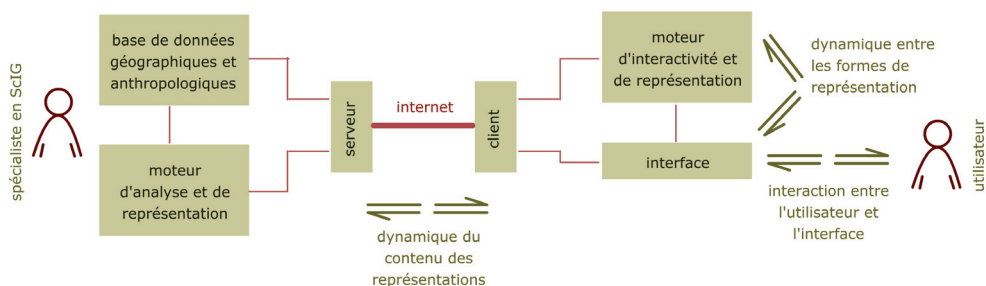 spécialiste en ScIG
base de données
géographiques et
anthropologiques
moteur
d'analyse et de
représentation
serveur
internet
client
dynamique du
contenu des
représentations
moteur
d'interactivité et
de représentation
interface
dynamique entre
les formes de
représentation
interaction entre
l'utilisateur et
l'interface
utilisateur